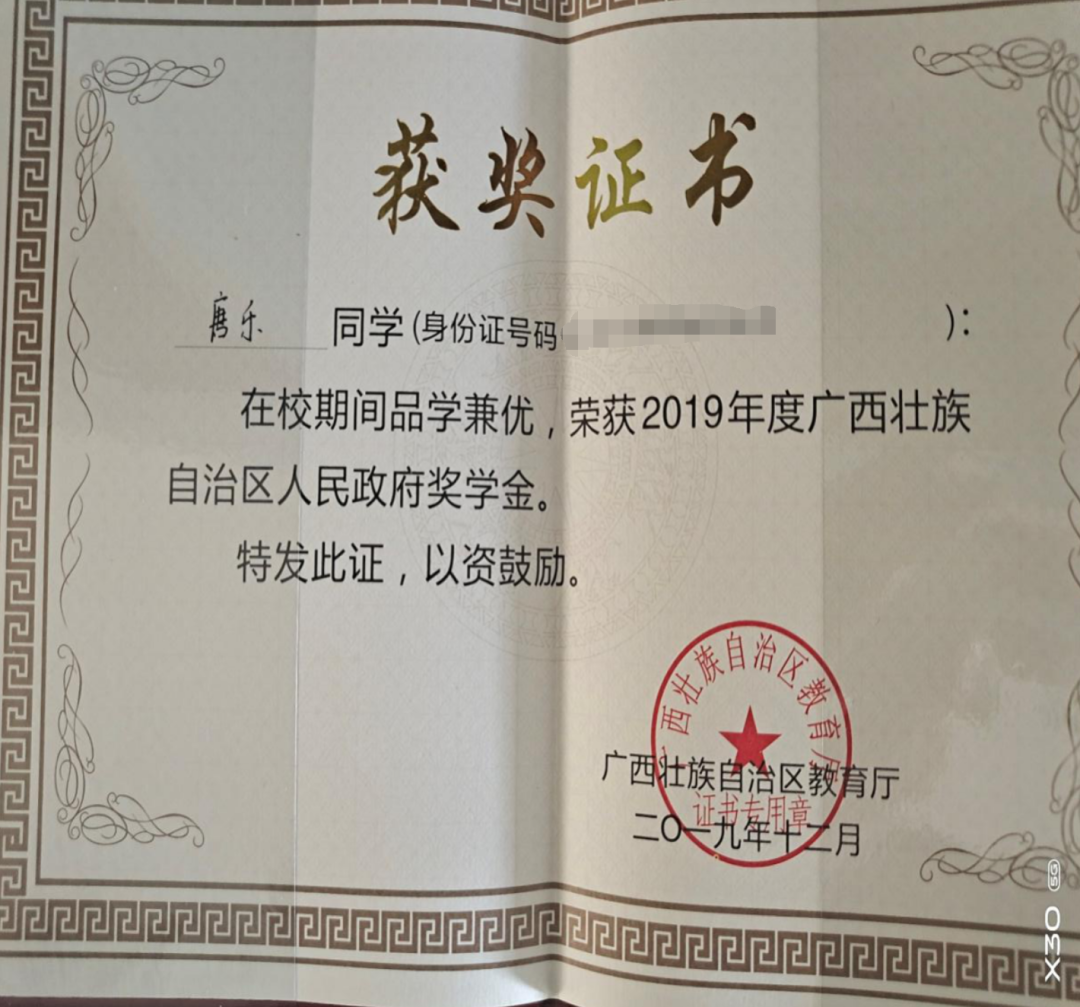 获奖证书
唐乐 同学(身份证号码 ):
在校期间品学兼优，荣获2019年度广西壮族
自治区人民政府奖学金。
特发此证，以资鼓励。
广西壮族自治区教育厅
证书专用章
广西壮族自治区教育厅
二〇一九年十二月
X30 5G